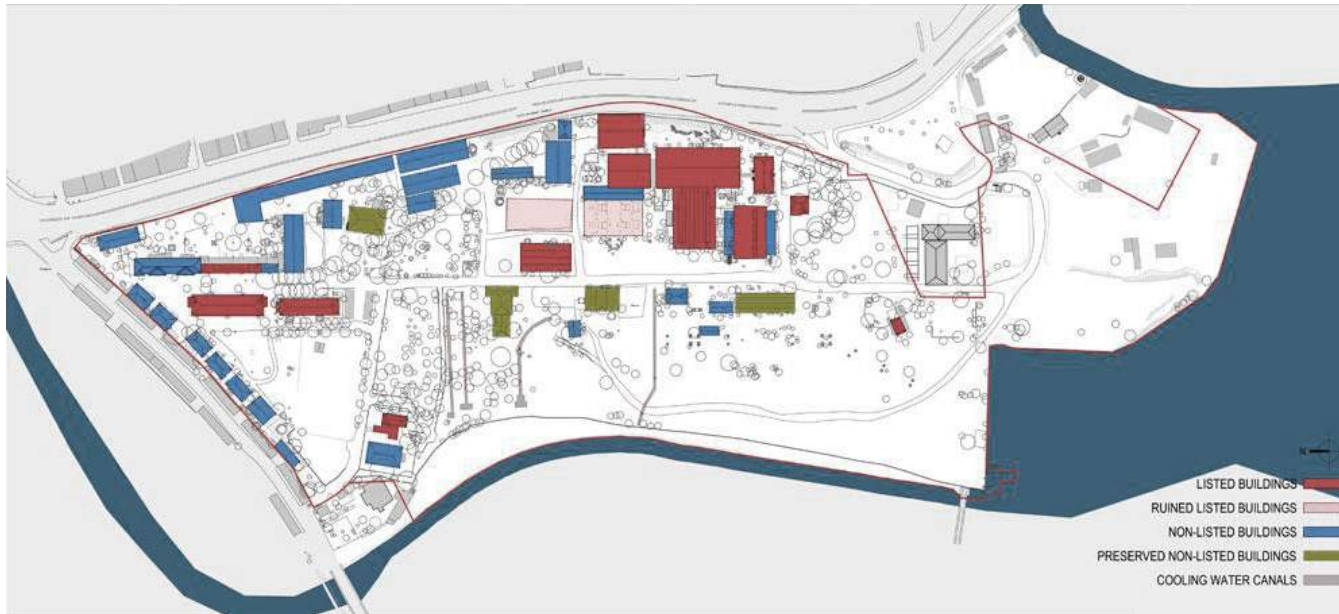 N
LISTED BUILDINGS
RUINED LISTED BUILDINGS
NON-LISTED BUILDINGS
PRESERVED NON-LISTED BUILDINGS
COOLING WATER CANALS